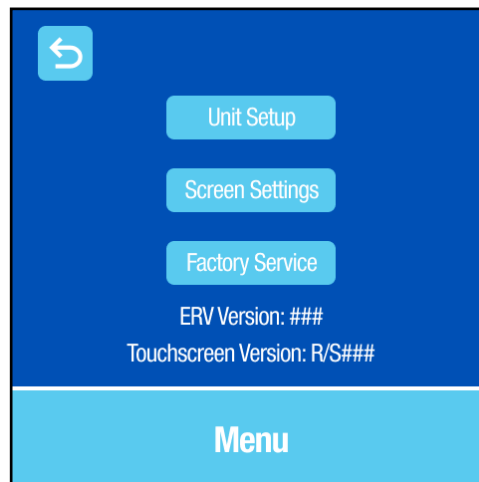 Unit Setup
Screen Settings
Factory Service
ERV Version: ###
Touchscreen Version: R/S###
Menu